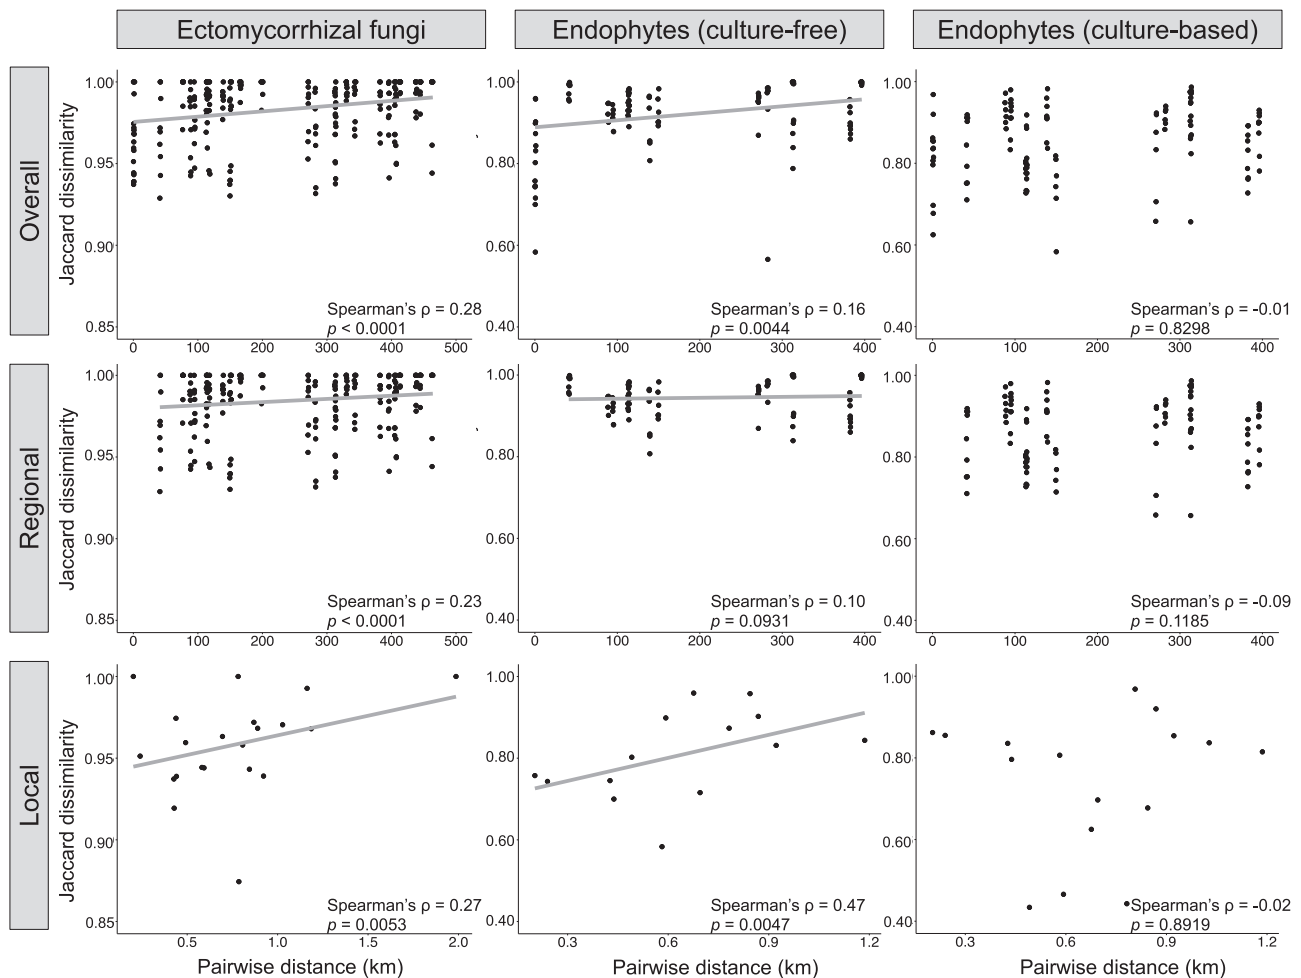 Ectomycorrhizal fungi
Endophytes (culture-free)
Endophytes (culture-based)
Overall
Jaccard dissimilarity
1.00
0.95
0.90
0.85
0 100 200 300 400 500
Spearman's ρ = 0.28
p < 0.0001
1.00
0.80
0.60
0.40
0 100 200 300 400
Spearman's ρ = 0.16
p = 0.0044
1.00
0.80
0.60
0.40
0 100 200 300 400
Spearman's ρ = -0.01
p = 0.8298
Regional
Jaccard dissimilarity
1.00
0.95
0.90
0.85
0 100 200 300 400 500
Spearman's ρ = 0.23
p < 0.0001
1.00
0.80
0.60
0.40
0 100 200 300 400
Spearman's ρ = 0.10
p = 0.0931
1.00
0.80
0.60
0.40
0 100 200 300 400
Spearman's ρ = -0.09
p = 0.1185
Local
Jaccard dissimilarity
1.00
0.95
0.90
0.85
0.5 1.0 1.5 2.0
Spearman's ρ = 0.27
p = 0.0053
Pairwise distance (km)
1.00
0.80
0.60
0.40
0.3 0.6 0.9 1.2
Spearman's ρ = 0.47
p = 0.0047
Pairwise distance (km)
1.00
0.80
0.60
0.40
0.3 0.6 0.9 1.2
Spearman's ρ = -0.02
p = 0.8919
Pairwise distance (km)